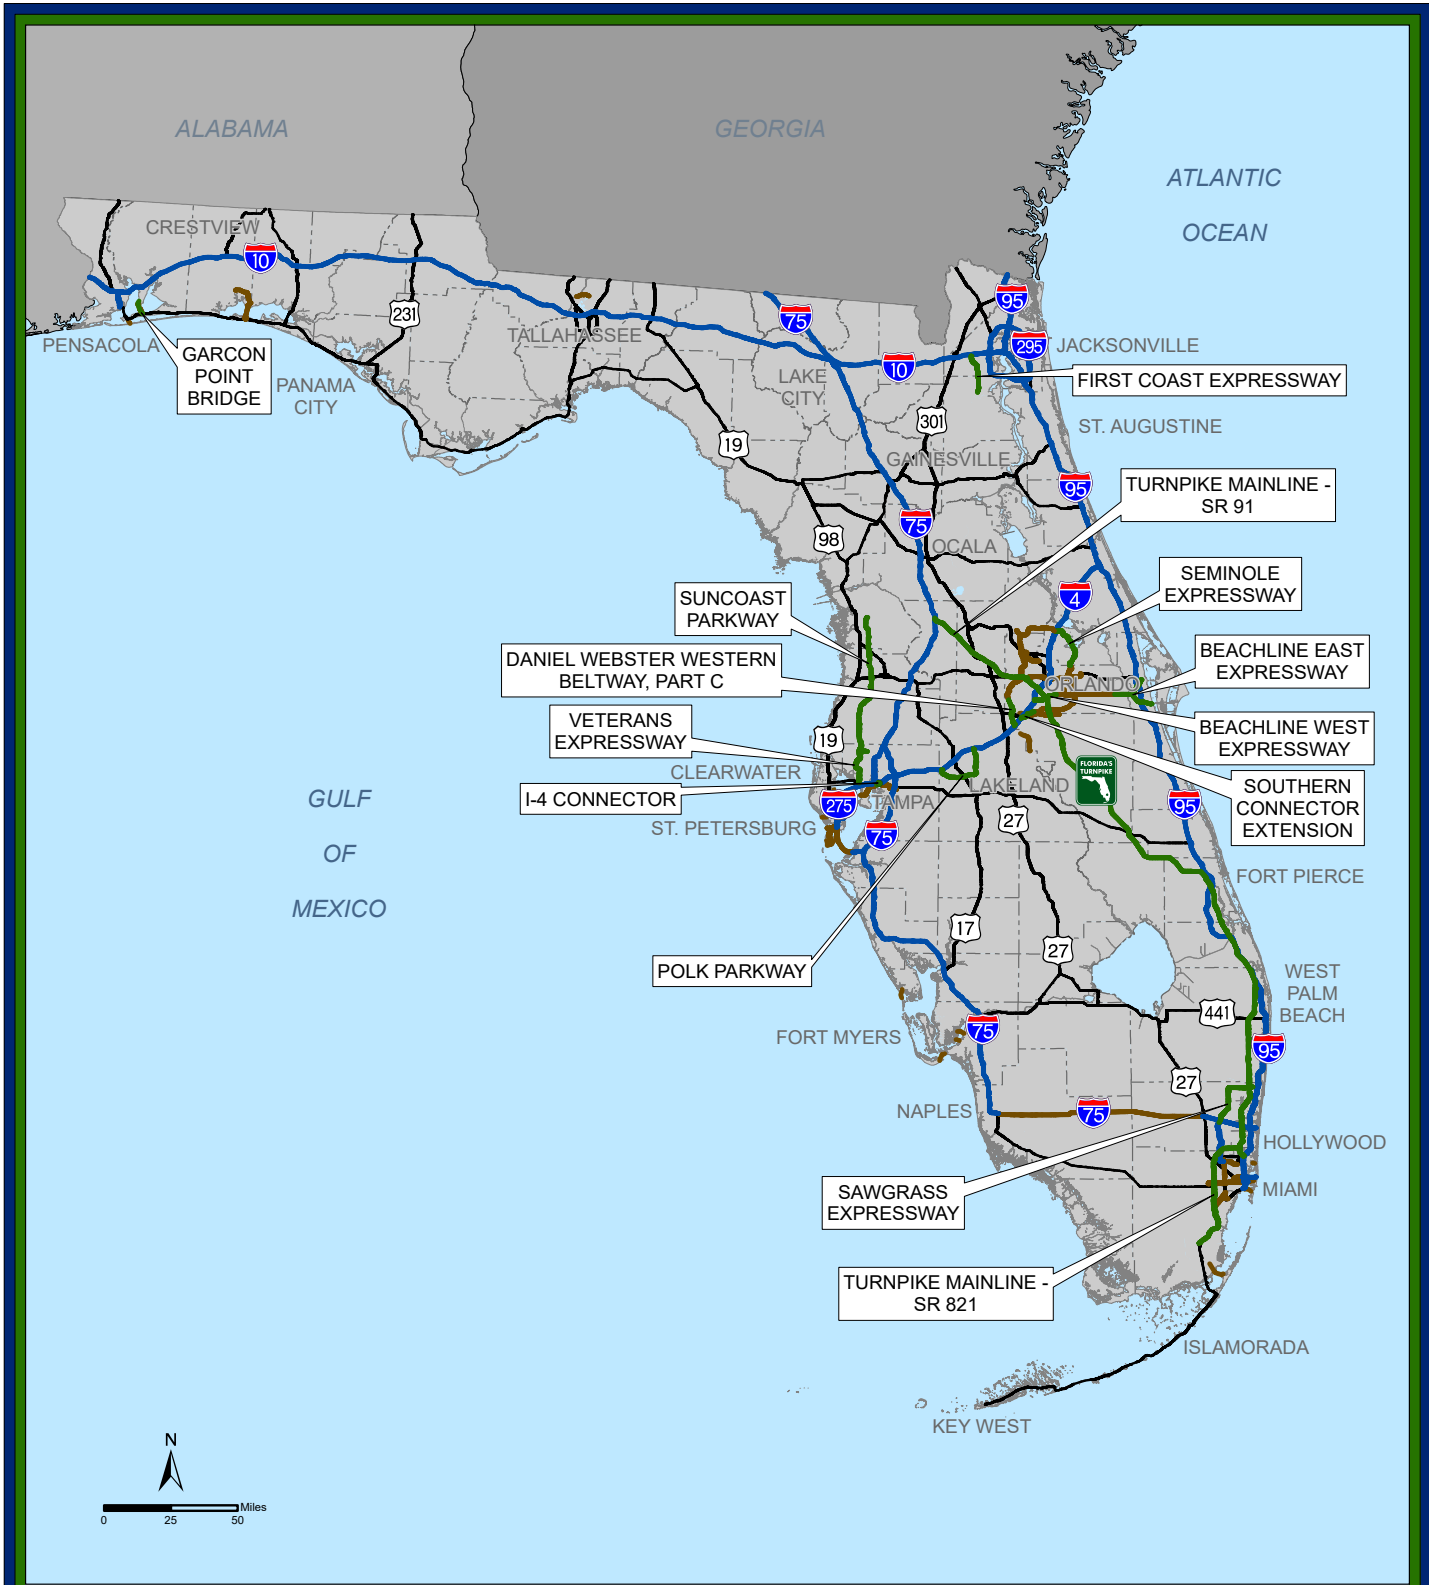 ALABAMA
GEORGIA
ATLANTIC
OCEAN
CRESTVIEW
10
231
PENSACOLA
GARCON
POINT
BRIDGE
PANAMA
CITY
TALLAHASSEE
75
95
295
JACKSONVILLE
10
LAKE
CITY
FIRST COAST EXPRESSWAY
301
ST. AUGUSTINE
19
GAINESVILLE
95
TURNPIKE MAINLINE -
SR 91
75
98
OCALA
SUNCOAST
PARKWAY
4
SEMINOLE
EXPRESSWAY
DANIEL WEBSTER WESTERN
BELTWAY, PART C
BEACHLINE EAST
EXPRESSWAY
ORLANDO
VETERANS
EXPRESSWAY
19
BEACHLINE WEST
EXPRESSWAY
CLEARWATER
FLORIDA'S
TURNPIKE
LAKELAND
I-4 CONNECTOR
275
TAMPA
SOUTHERN
CONNECTOR
EXTENSION
95
GULF
OF
MEXICO
ST. PETERSBURG
75
27
FORT PIERCE
17
27
POLK PARKWAY
WEST
PALM
BEACH
441
FORT MYERS
75
95
27
NAPLES
75
HOLLYWOOD
SAWGRASS
EXPRESSWAY
MIAMI
TURNPIKE MAINLINE -
SR 821
ISLAMORADA
KEY WEST
N
Miles
0 25 50